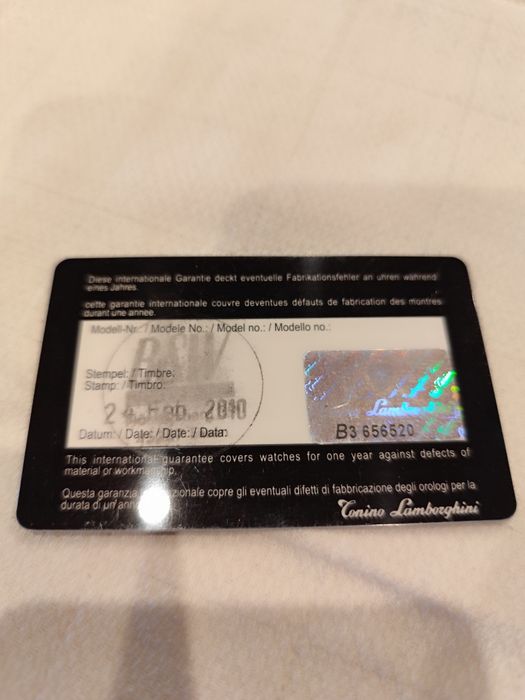 Diese internationale Garantie deckt eventuelle Fabrikationsfehler an uhren während
eines Jahres.
cette garantie internationale couvre deventues défauts de fabrication des montres
durant une annee.
Modell-Nr.: / Modele No.: / Model no.: / Modello no.:
Stempel: / Timbre:
Stamp: / Timbro:
2010
Datum: / Date: / Date: / Data:
Lamborghini
B3 656520
This international guarantee covers watches for one year against defects of
material or workmanship.
Questa garanzia internazionale copre gli eventuali difetti di fabbricazione degli orologi per la
durata di un'anno
Tonino Lamborghini